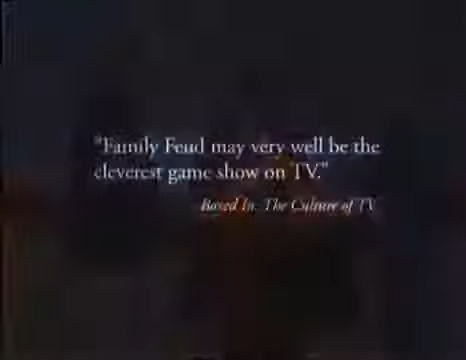 "Family Feud may very well be the
cleverest game show on TV."
Based In: The Culture of TV